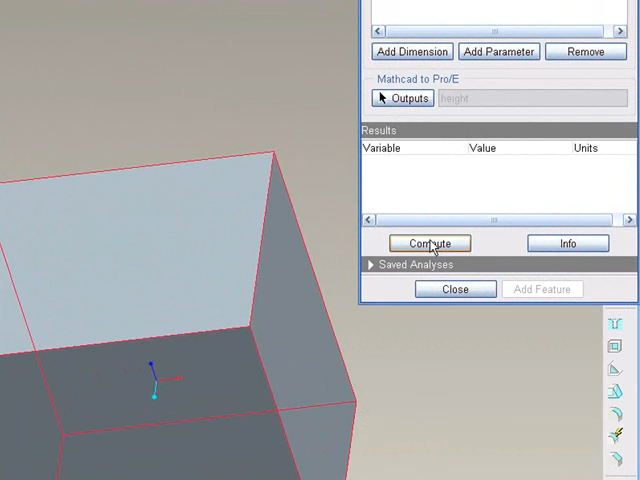 Add Dimension Add Parameter Remove
Mathcad to Pro/E
Outputs height
Results
Variable Value Units
Compute Info
Saved Analyses
Close Add Feature